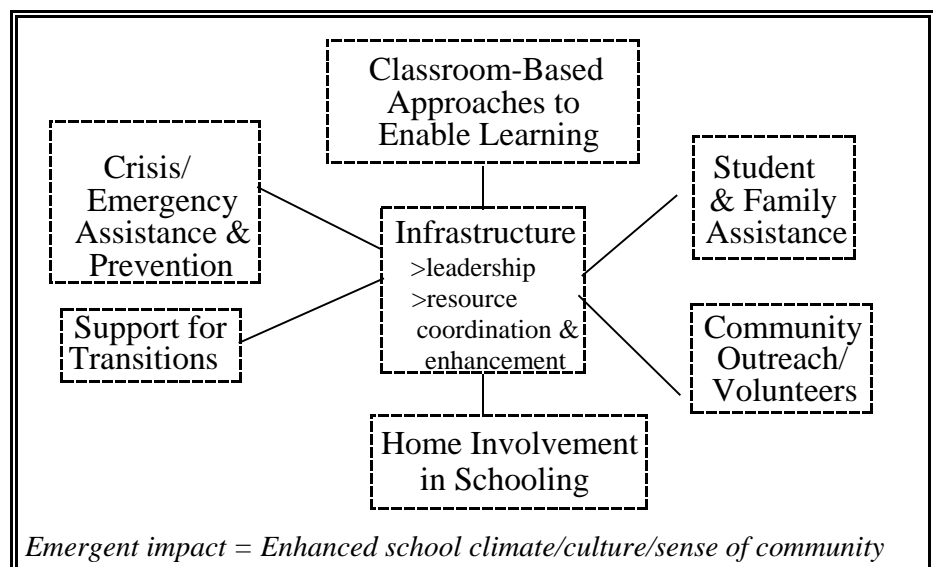 Classroom-Based
Approaches to
Enable Learning
Crisis/
Emergency
Assistance &
Prevention
Student
& Family
Assistance
Infrastructure
>leadership
>resource
coordination &
enhancement
Support for
Transitions
Community
Outreach/
Volunteers
Home Involvement
in Schooling
Emergent impact = Enhanced school climate/culture/sense of community